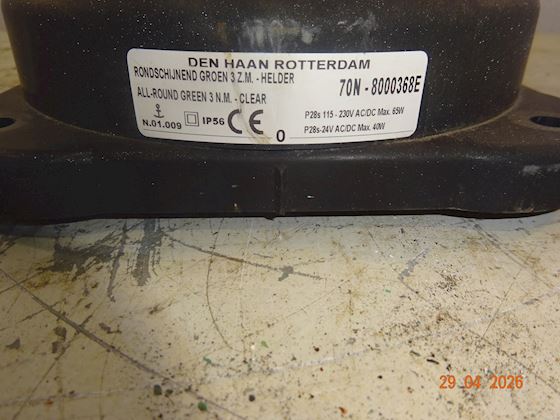 DEN HAAN ROTTERDAM
RONDSCHIJNEND GROEN 3 Z.M. - HELDER
70N - 8000368E
ALL-ROUND GREEN 3 N.M. - CLEAR
P28s 115 - 230V AC/DC Max. 65W
N.01.009 IP56 CE 0
P28s-24V AC/DC Max. 40W
29 04 2026